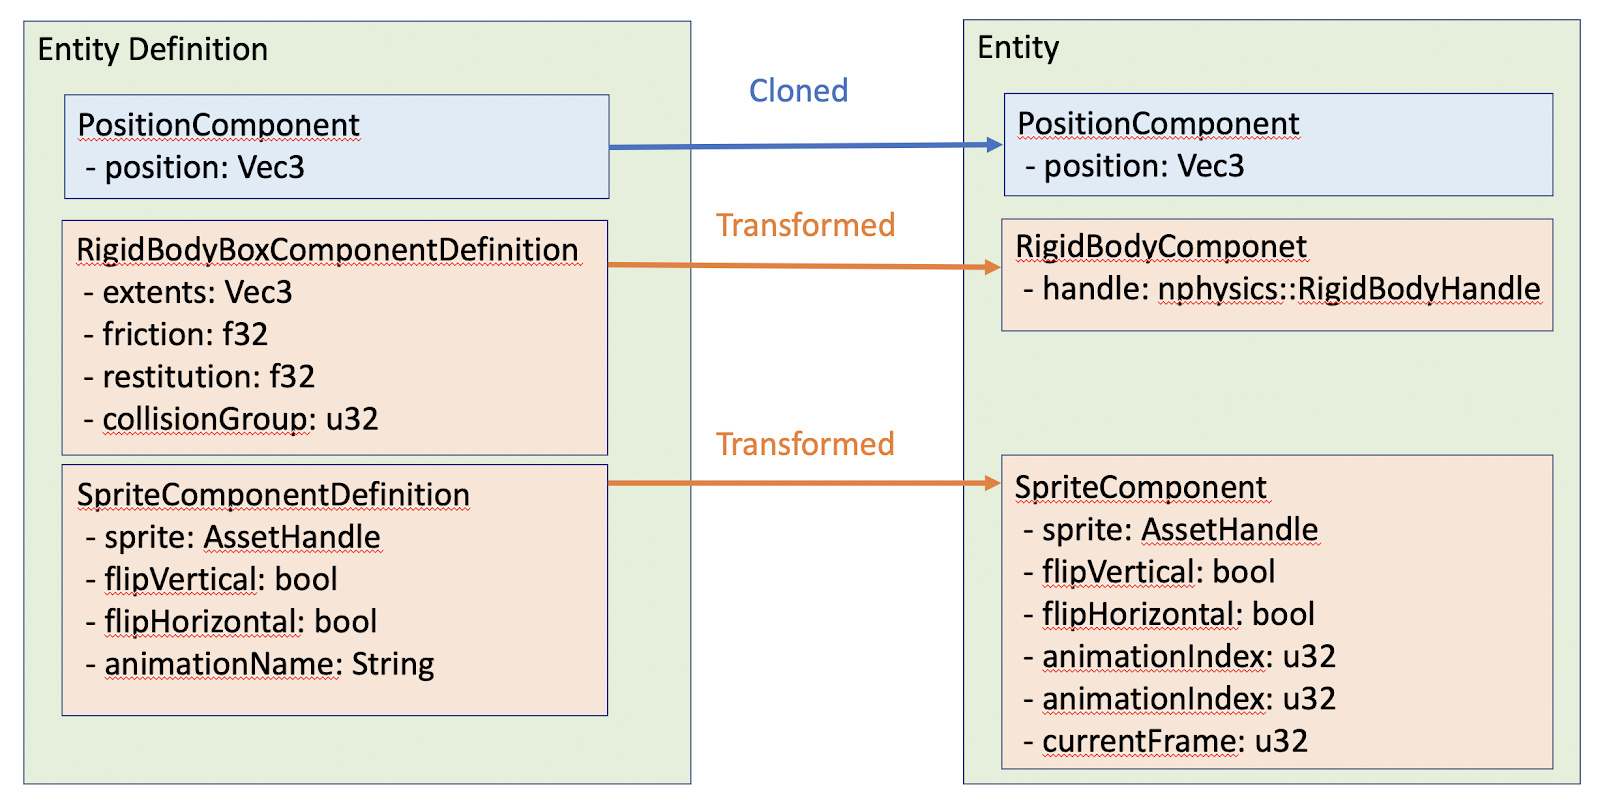 Entity Definition
PositionComponent
- position: Vec3
RigidBodyBoxComponentDefinition
- extents: Vec3
- friction: f32
- restitution: f32
- collisionGroup: u32
SpriteComponentDefinition
- sprite: AssetHandle
- flipVertical: bool
- flipHorizontal: bool
- animationName: String
Cloned
Transformed
Transformed
Entity
PositionComponent
- position: Vec3
RigidBodyComponet
- handle: nphysics::RigidBodyHandle
SpriteComponent
- sprite: AssetHandle
- flipVertical: bool
- flipHorizontal: bool
- animationIndex: u32
- animationIndex: u32
- currentFrame: u32